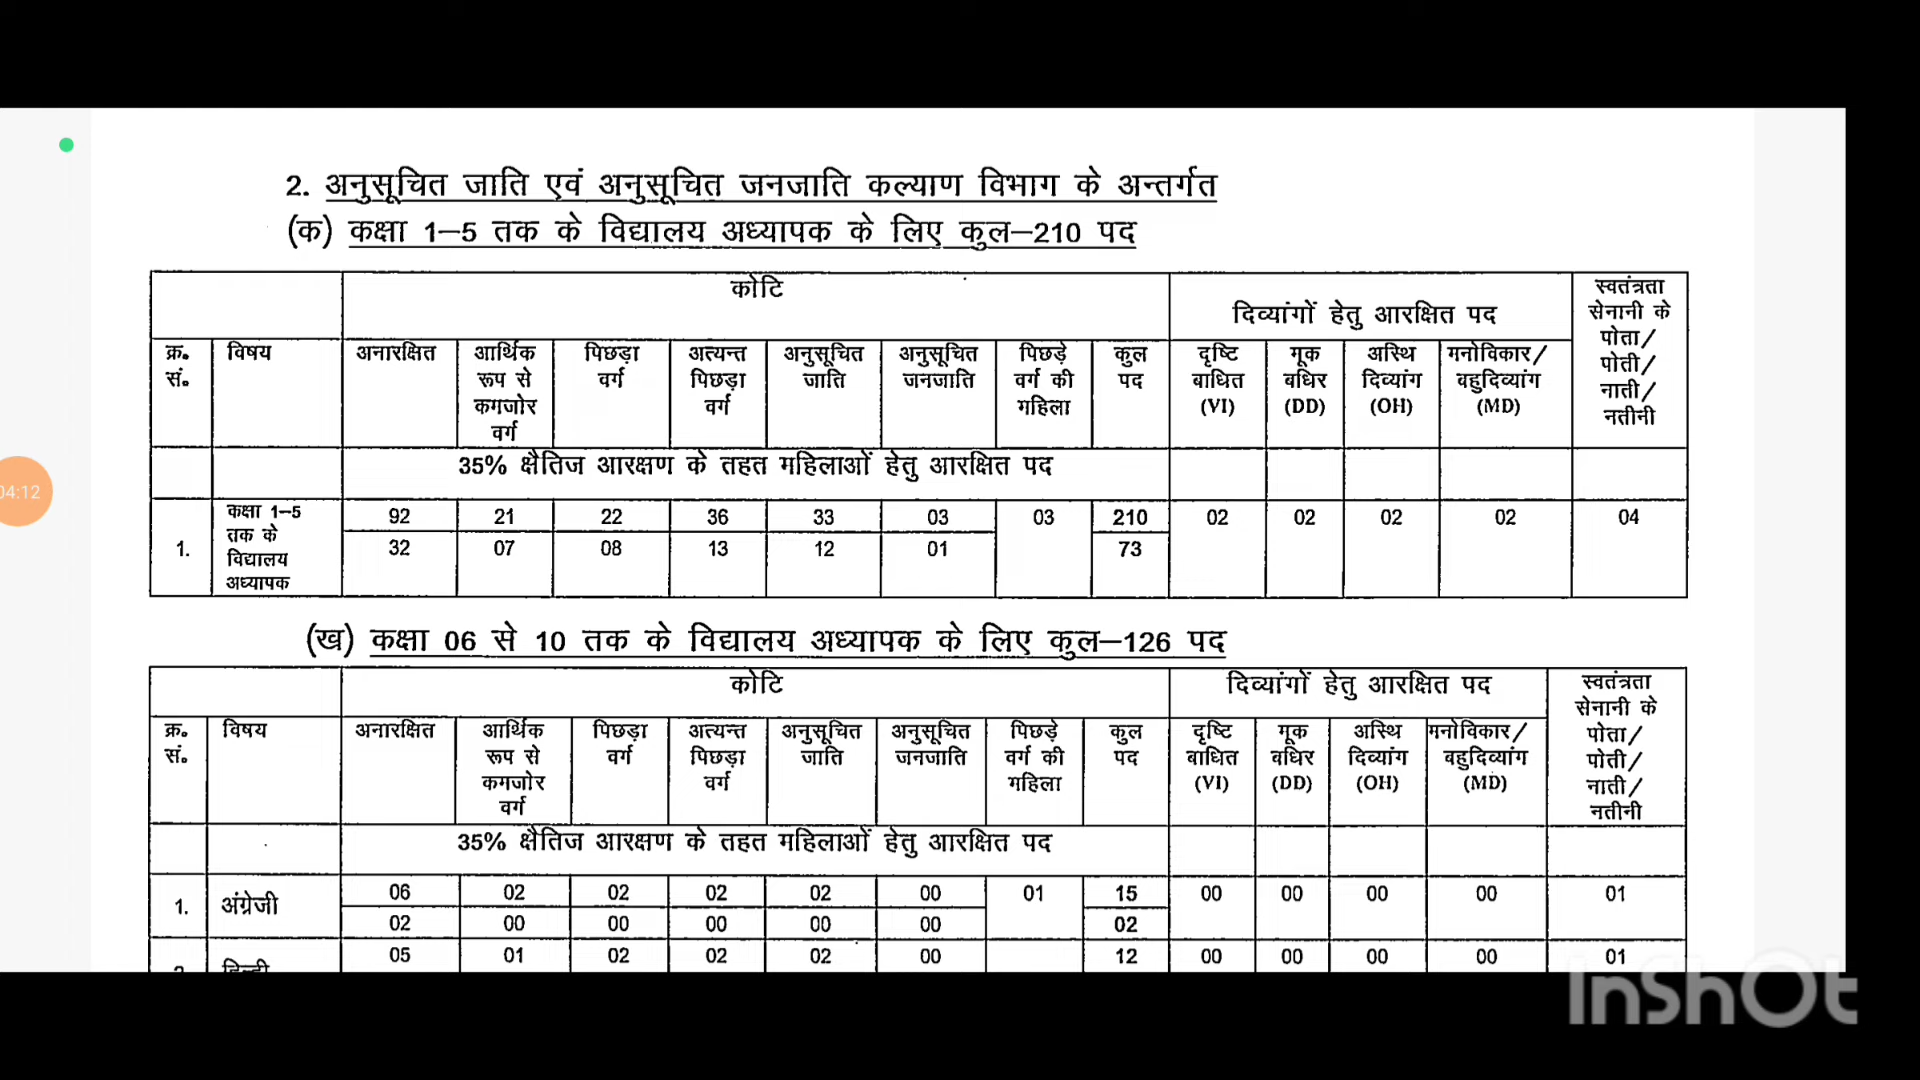 2. अनुसूचित जाति एवं अनुसूचित जनजाति कल्याण विभाग के अन्तर्गत
(क) कक्षा 1–5 तक के विद्यालय अध्यापक के लिए कुल–210 पद
कोटि दिव्यांगों हेतु आरक्षित पद स्वतंत्रता सेनानी के पोता/ पोती/ नाती/ नतीनी
क्र. सं. विषय अनारक्षित आर्थिक रूप से कमजोर वर्ग पिछड़ा वर्ग अत्यन्त पिछड़ा वर्ग अनुसूचित जाति अनुसूचित जनजाति पिछड़े वर्ग की महिला कुल पद दृष्टि बाधित (VI) मूक बधिर (DD) अस्थि दिव्यांग (OH) मनोविकार/ बहुदिव्यांग (MD)
35% क्षैतिज आरक्षण के तहत महिलाओं हेतु आरक्षित पद
1. कक्षा 1–5 तक के विद्यालय अध्यापक 92 21 22 36 33 03 03 210 02 02 02 02 04
32 07 08 13 12 01 73
04:12
(ख) कक्षा 06 से 10 तक के विद्यालय अध्यापक के लिए कुल–126 पद
कोटि दिव्यांगों हेतु आरक्षित पद स्वतंत्रता सेनानी के पोता/ पोती/ नाती/ नतीनी
क्र. सं. विषय अनारक्षित आर्थिक रूप से कमजोर वर्ग पिछड़ा वर्ग अत्यन्त पिछड़ा वर्ग अनुसूचित जाति अनुसूचित जनजाति पिछड़े वर्ग की महिला कुल पद दृष्टि बाधित (VI) मूक बधिर (DD) अस्थि दिव्यांग (OH) मनोविकार/ बहुदिव्यांग (MD)
35% क्षैतिज आरक्षण के तहत महिलाओं हेतु आरक्षित पद
1. अंग्रेजी 06 02 02 02 02 00 01 15 00 00 00 00 01
02 00 00 00 00 00 02
हिन्दी 05 01 02 02 02 00 12 00 00 00 00 01
InShOt